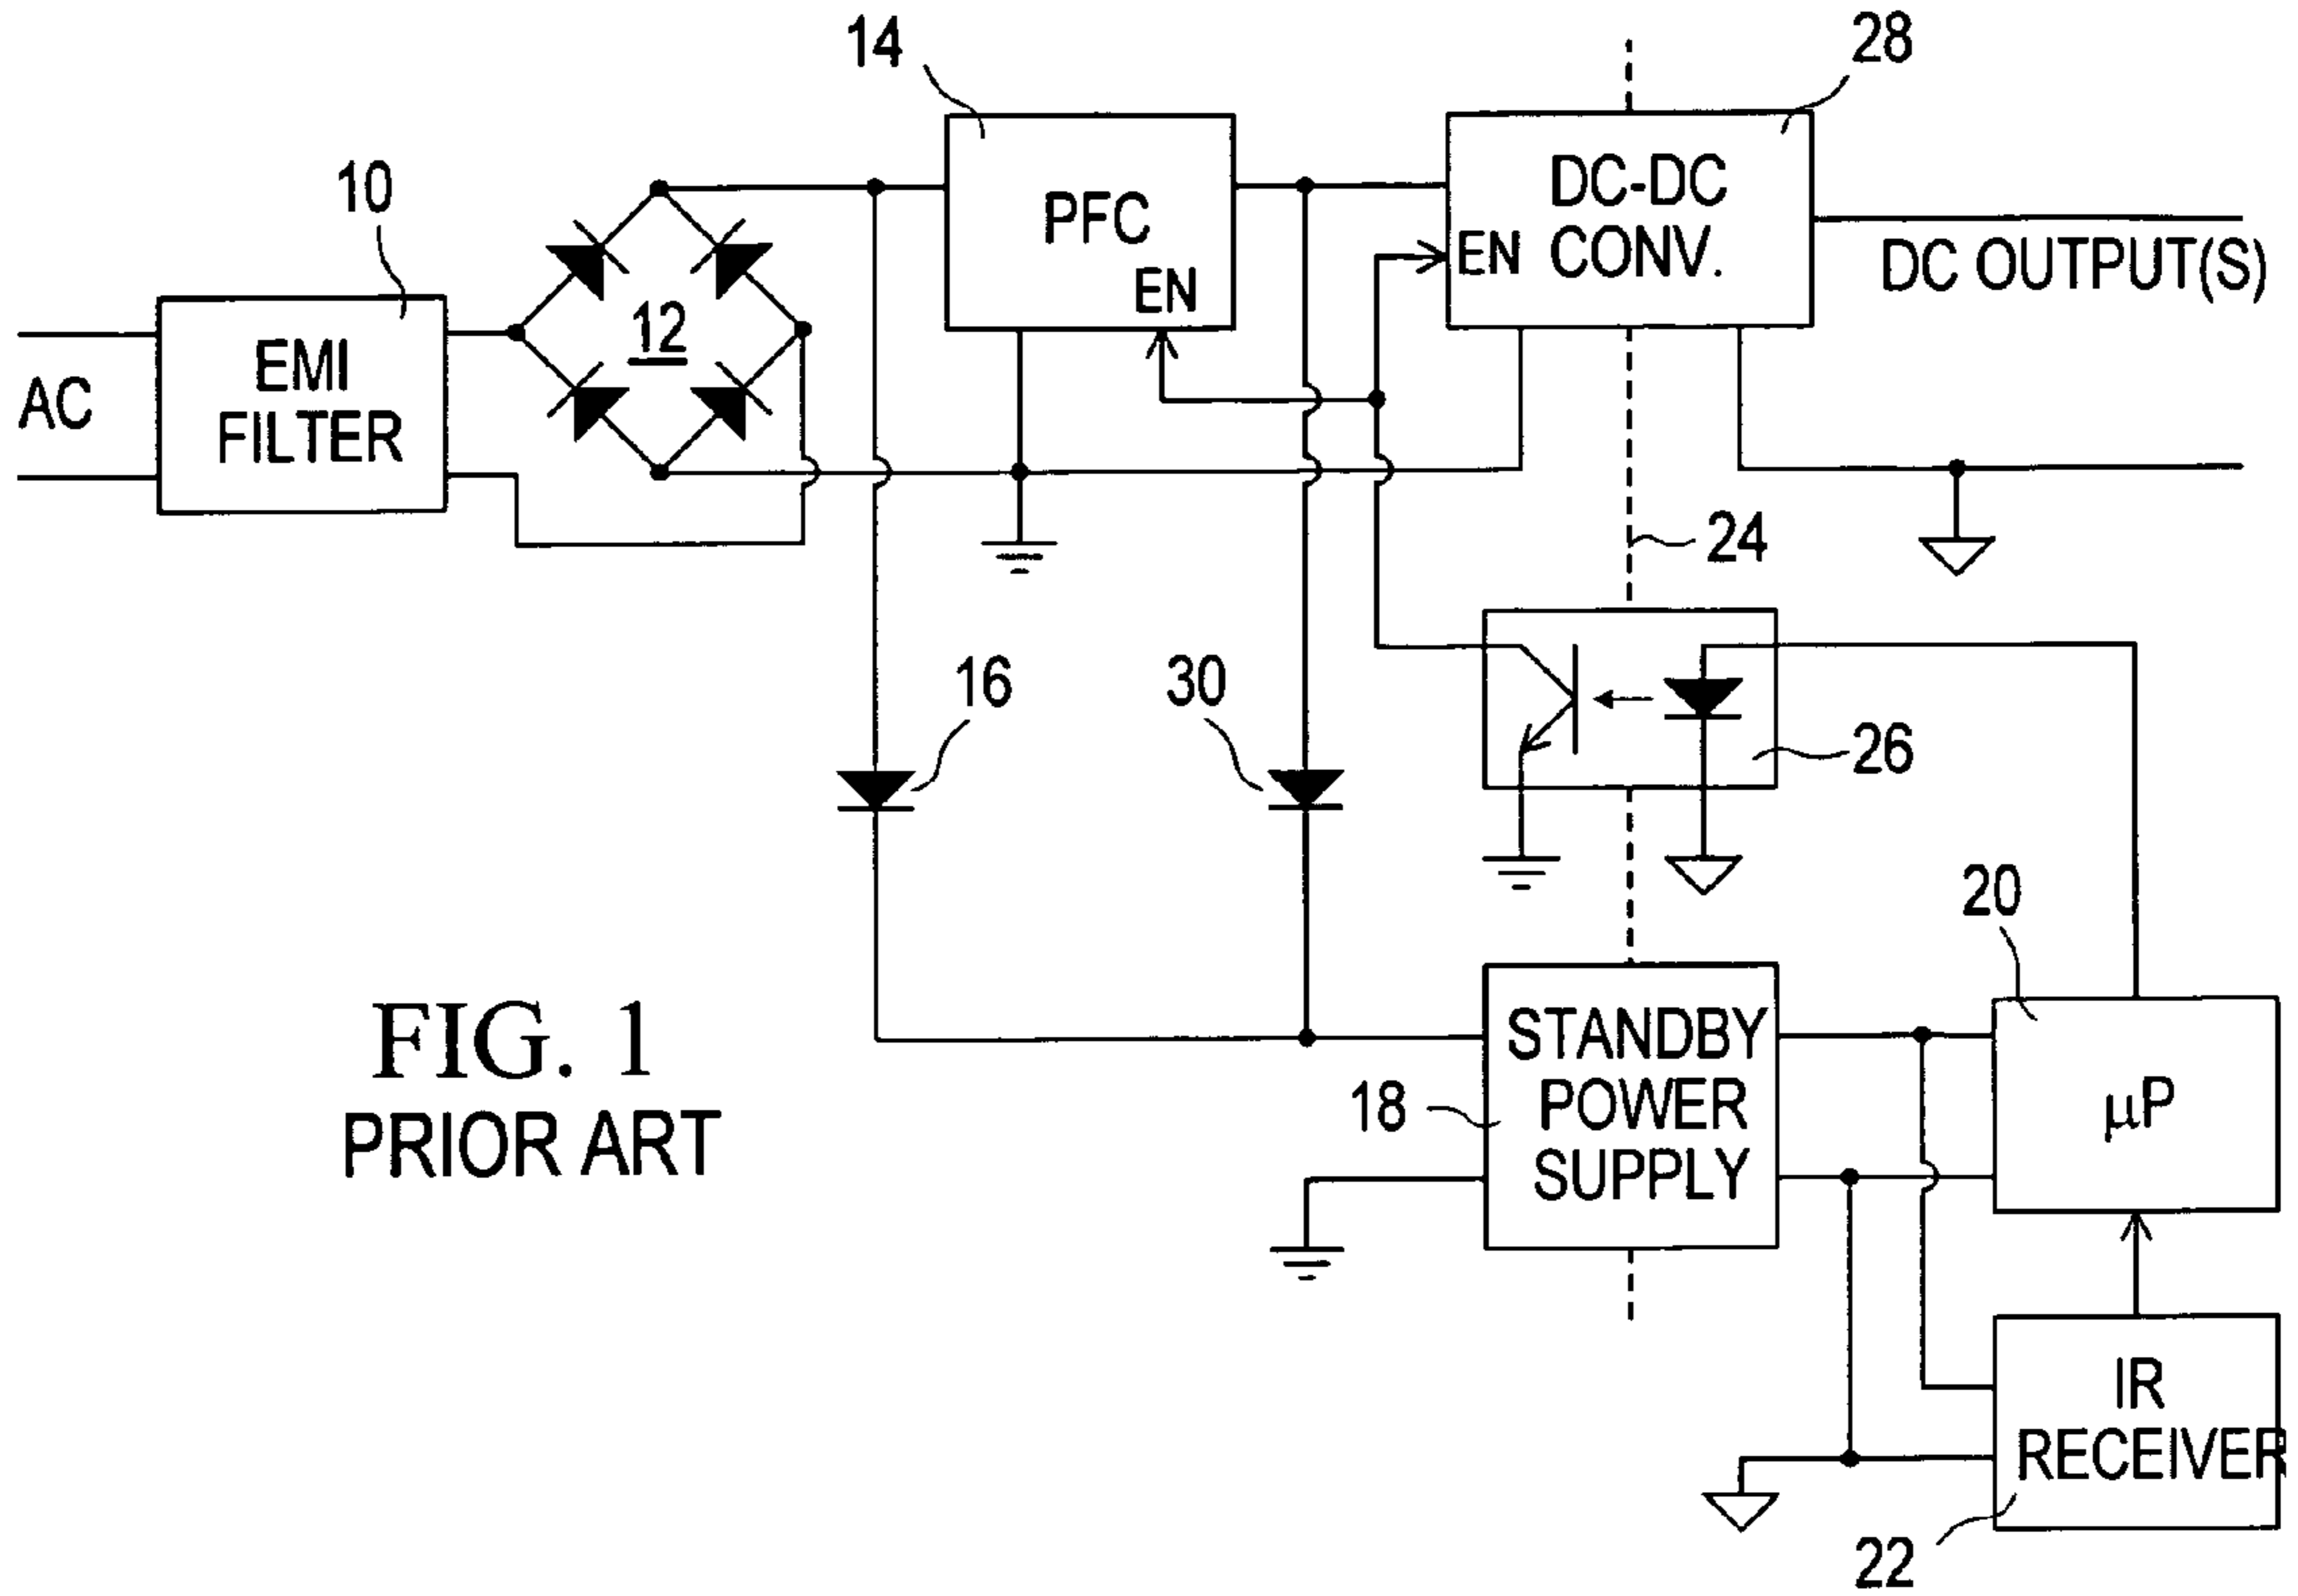 14
28
10
PFC
EN
DC-DC
CONV.
EN
DC OUTPUT(S)
12
AC
EMI
FILTER
24
16
30
26
20
FIG. 1
PRIOR ART
18
STANDBY
POWER
SUPPLY
μP
IR
RECEIVER
22